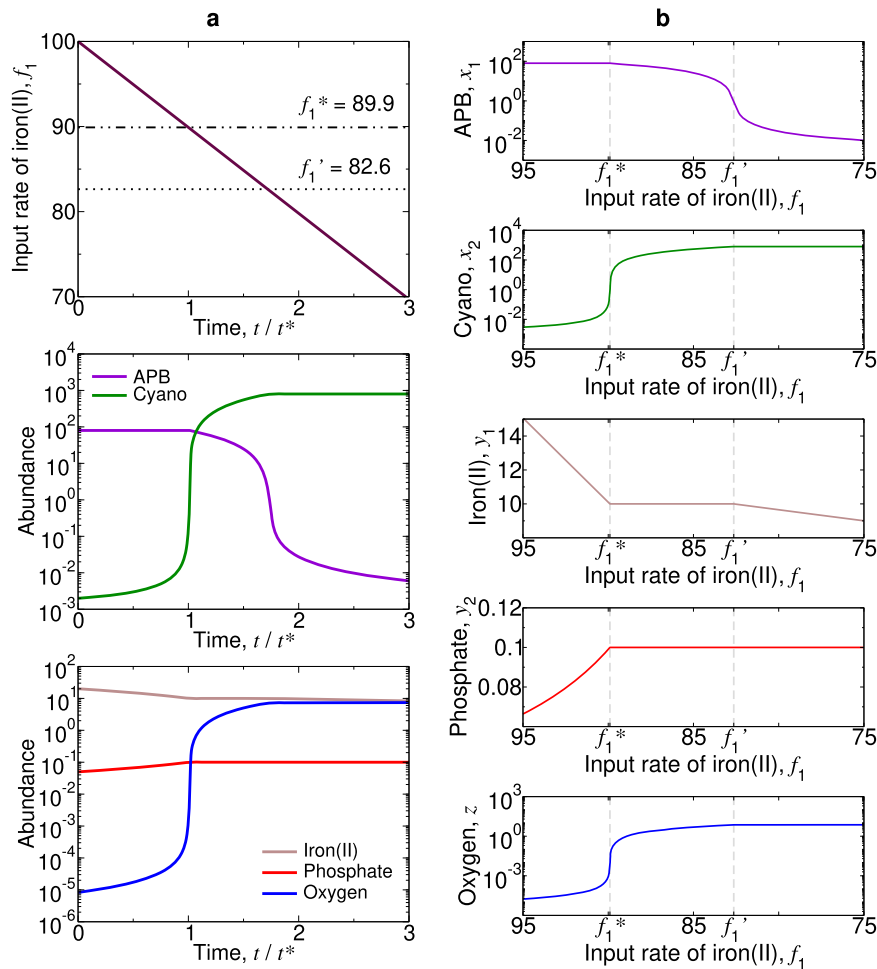 a
100
90
80
70
Input rate of iron(II), f1
f1* = 89.9
f1’ = 82.6
0 1 2 3
Time, t / t*
10^4
10^3
10^2
10^1
10^0
10^-1
10^-2
10^-3
Abundance
APB
Cyano
0 1 2 3
Time, t / t*
10^2
10^1
10^0
10^-1
10^-2
10^-3
10^-4
10^-5
10^-6
Abundance
Iron(II)
Phosphate
Oxygen
0 1 2 3
Time, t / t*
b
10^2
10^0
10^-2
APB, x1
95 f1* 85 f1’ 75
Input rate of iron(II), f1
10^4
10^2
10^0
10^-2
Cyano, x2
95 f1* 85 f1’ 75
Input rate of iron(II), f1
14
12
10
Iron(II), y1
95 f1* 85 f1’ 75
Input rate of iron(II), f1
0.12
0.1
0.08
Phosphate, y2
95 f1* 85 f1’ 75
Input rate of iron(II), f1
10^3
10^0
10^-3
Oxygen, z
95 f1* 85 f1’ 75
Input rate of iron(II), f1